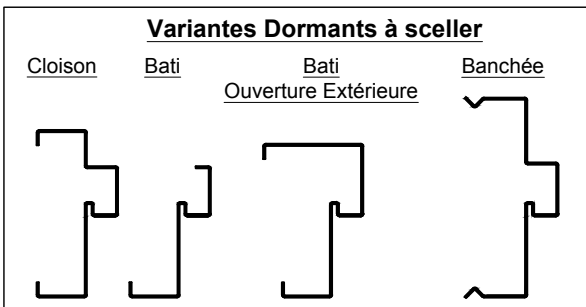 Variantes Dormants à sceller
Cloison
Bati
Bati
Ouverture Extérieure
Banchée